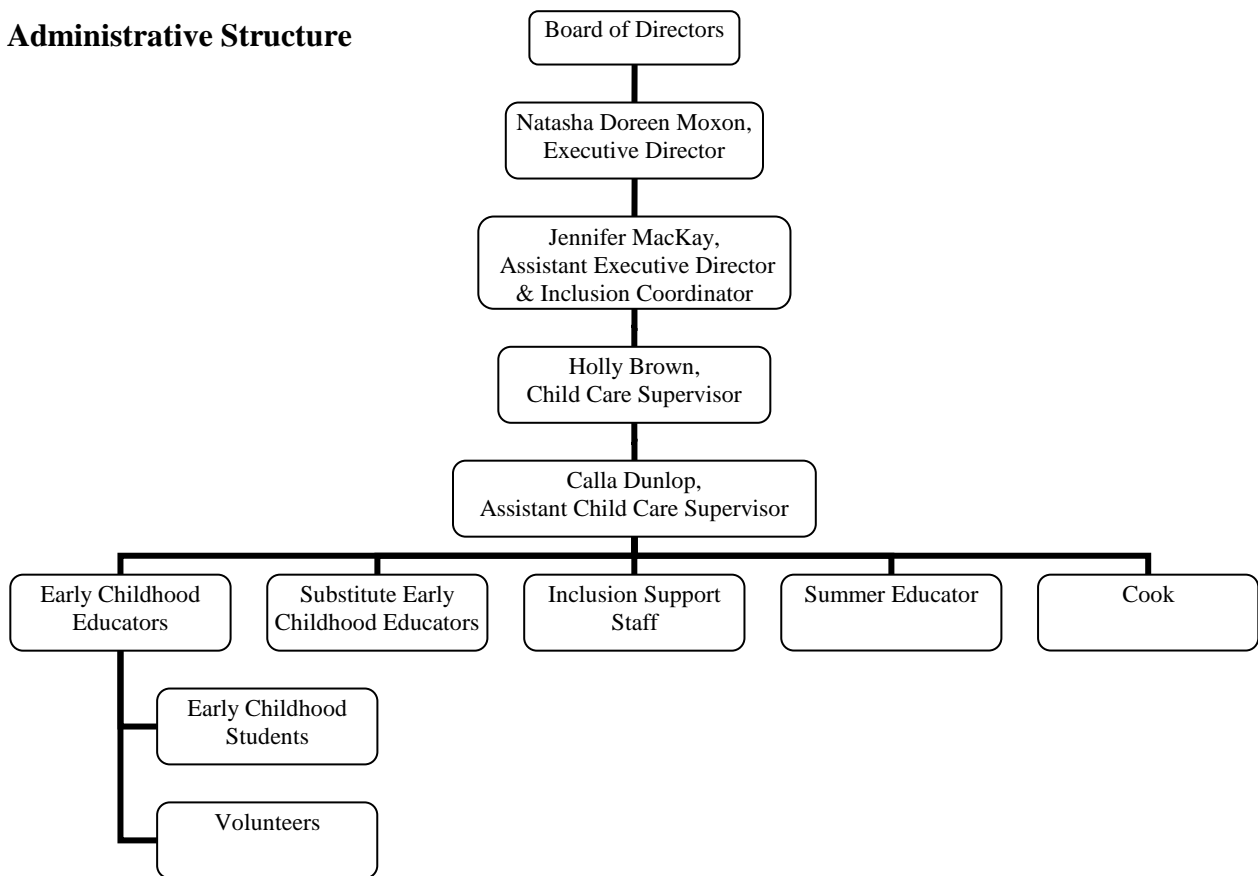 Administrative Structure
Board of Directors
Natasha Doreen Moxon,
Executive Director
Jennifer MacKay,
Assistant Executive Director
& Inclusion Coordinator
Holly Brown,
Child Care Supervisor
Calla Dunlop,
Assistant Child Care Supervisor
Early Childhood
Educators
Substitute Early
Childhood Educators
Inclusion Support
Staff
Summer Educator
Cook
Early Childhood
Students
Volunteers